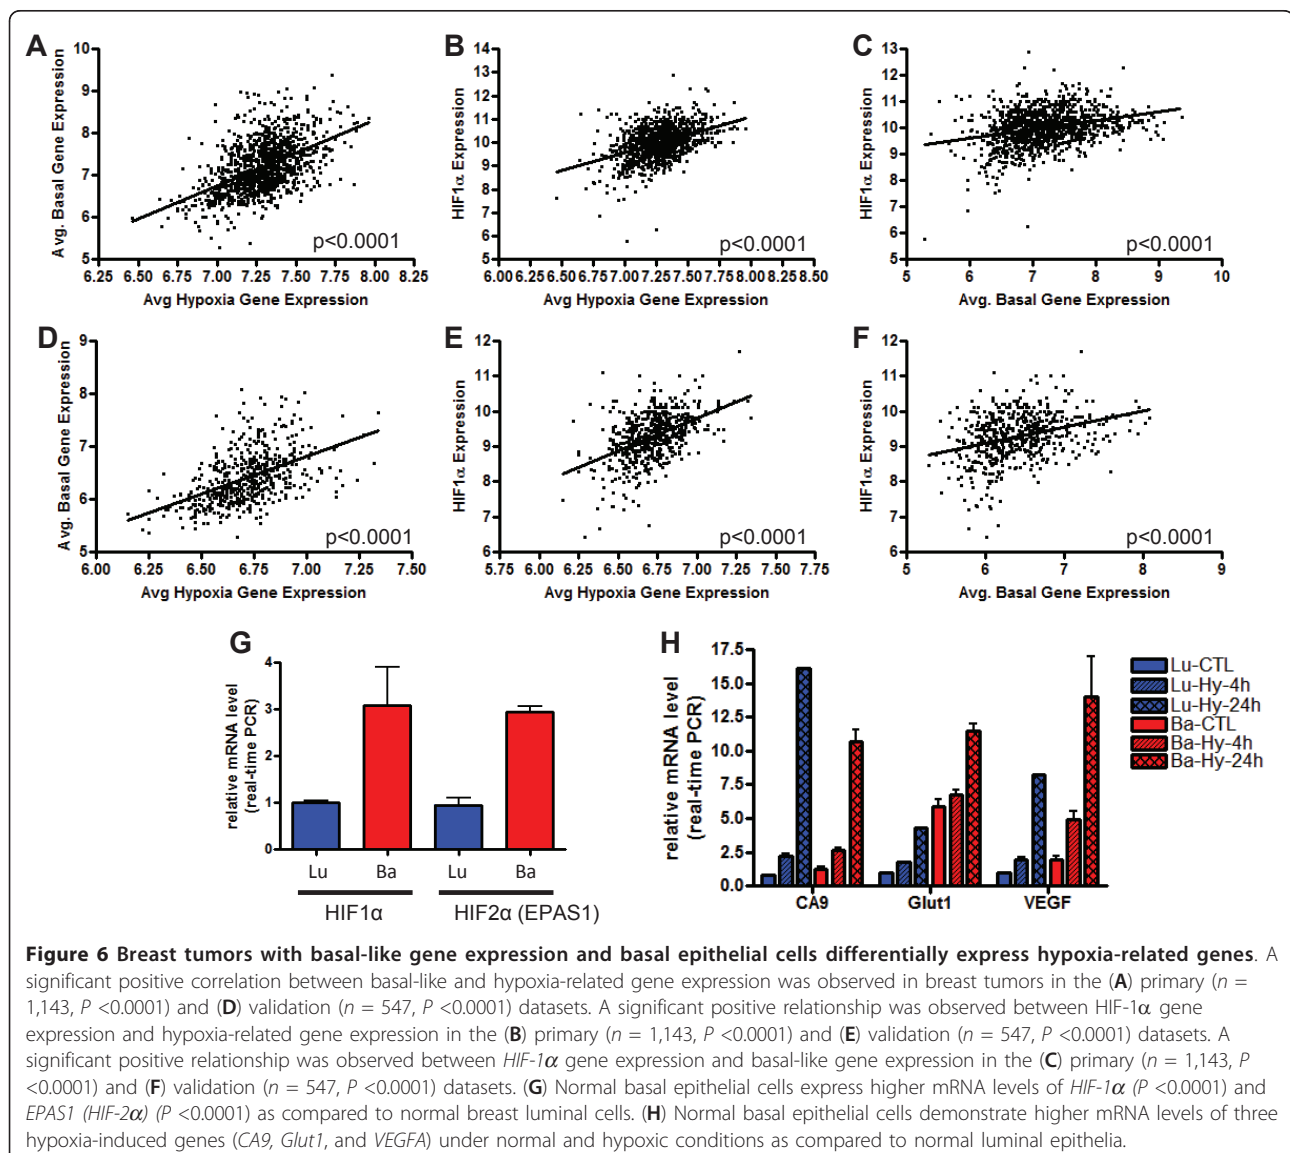 A
Avg. Basal Gene Expression
10
9
8
7
6
5
6.25 6.50 6.75 7.00 7.25 7.50 7.75 8.00 8.25
Avg Hypoxia Gene Expression
p<0.0001
B
HIF1α Expression
14
13
12
11
10
9
8
7
6
5
4
6.00 6.25 6.50 6.75 7.00 7.25 7.50 7.75 8.00 8.25 8.50
Avg Hypoxia Gene Expression
p<0.0001
C
HIF1α Expression
13
12
11
10
9
8
7
6
5
5 6 7 8 9 10
Avg. Basal Gene Expression
p<0.0001
D
Avg. Basal Gene Expression
9
8
7
6
5
6.00 6.25 6.50 6.75 7.00 7.25 7.50
Avg Hypoxia Gene Expression
p<0.0001
E
HIF1α Expression
12
11
10
9
8
7
6
5.75 6.00 6.25 6.50 6.75 7.00 7.25 7.50 7.75
Avg Hypoxia Gene Expression
p<0.0001
F
HIF1α Expression
12
11
10
9
8
7
6
5 6 7 8 9
Avg. Basal Gene Expression
p<0.0001
G
relative mRNA level
(real-time PCR)
4
3
2
1
0
Lu Ba Lu Ba
HIF1α HIF2α (EPAS1)
H
relative mRNA level
(real-time PCR)
17.5
15.0
12.5
10.0
7.5
5.0
2.5
0.0
CA9 Glut1 VEGF
Lu-CTL
Lu-Hy-4h
Lu-Hy-24h
Ba-CTL
Ba-Hy-4h
Ba-Hy-24h
Figure 6 Breast tumors with basal-like gene expression and basal epithelial cells differentially express hypoxia-related genes. A
significant positive correlation between basal-like and hypoxia-related gene expression was observed in breast tumors in the (A) primary (n =
1,143, P <0.0001) and (D) validation (n = 547, P <0.0001) datasets. A significant positive relationship was observed between HIF-1α gene
expression and hypoxia-related gene expression in the (B) primary (n = 1,143, P <0.0001) and (E) validation (n = 547, P <0.0001) datasets. A
significant positive relationship was observed between HIF-1α gene expression and basal-like gene expression in the (C) primary (n = 1,143, P
<0.0001) and (F) validation (n = 547, P <0.0001) datasets. (G) Normal basal epithelial cells express higher mRNA levels of HIF-1α (P <0.0001) and
EPAS1 (HIF-2α) (P <0.0001) as compared to normal breast luminal cells. (H) Normal basal epithelial cells demonstrate higher mRNA levels of three
hypoxia-induced genes (CA9, Glut1, and VEGFA) under normal and hypoxic conditions as compared to normal luminal epithelia.